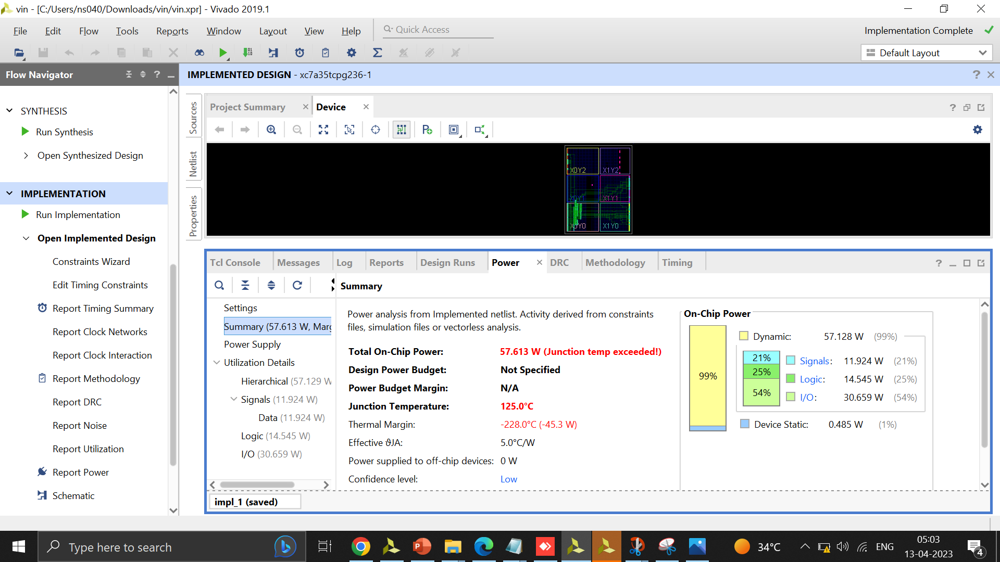 vin - [C:/Users/ns040/Downloads/vin/vin.xpr] - Vivado 2019.1
File Edit Flow Tools Reports Window Layout View Help Quick Access Implementation Complete
Default Layout
Flow Navigator
SYNTHESIS
Run Synthesis
Open Synthesized Design
IMPLEMENTATION
Run Implementation
Open Implemented Design
Constraints Wizard
Edit Timing Constraints
Report Timing Summary
Report Clock Networks
Report Clock Interaction
Report Methodology
Report DRC
Report Noise
Report Utilization
Report Power
Schematic
IMPLEMENTED DESIGN - xc7a35tcpg236-1
Sources
Netlist
Properties
Project Summary Device
X0Y2 X1Y2
X1Y1
X0Y0 X1Y0
Tcl Console Messages Log Reports Design Runs Power DRC Methodology Timing
Summary
Settings
Summary (57.613 W, Marg
Power Supply
Utilization Details
Hierarchical (57.129 W
Signals (11.924 W)
Data (11.924 W)
Logic (14.545 W)
I/O (30.659 W)
Power analysis from Implemented netlist. Activity derived from constraints
files, simulation files or vectorless analysis.
Total On-Chip Power: 57.613 W (Junction temp exceeded!)
Design Power Budget: Not Specified
Power Budget Margin: N/A
Junction Temperature: 125.0°C
Thermal Margin: -228.0°C (-45.3 W)
Effective ϑJA: 5.0°C/W
Power supplied to off-chip devices: 0 W
Confidence level: Low
On-Chip Power
99%
Dynamic: 57.128 W (99%)
21% Signals: 11.924 W (21%)
25% Logic: 14.545 W (25%)
54% I/O: 30.659 W (54%)
Device Static: 0.485 W (1%)
impl_1 (saved)
Type here to search
34°C
ENG
05:03
13-04-2023
4